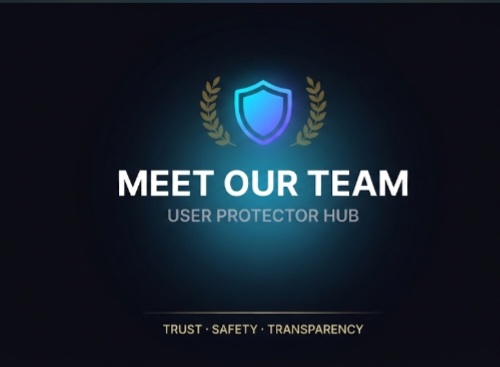 MEET OUR TEAM
USER PROTECTOR HUB
TRUST · SAFETY · TRANSPARENCY